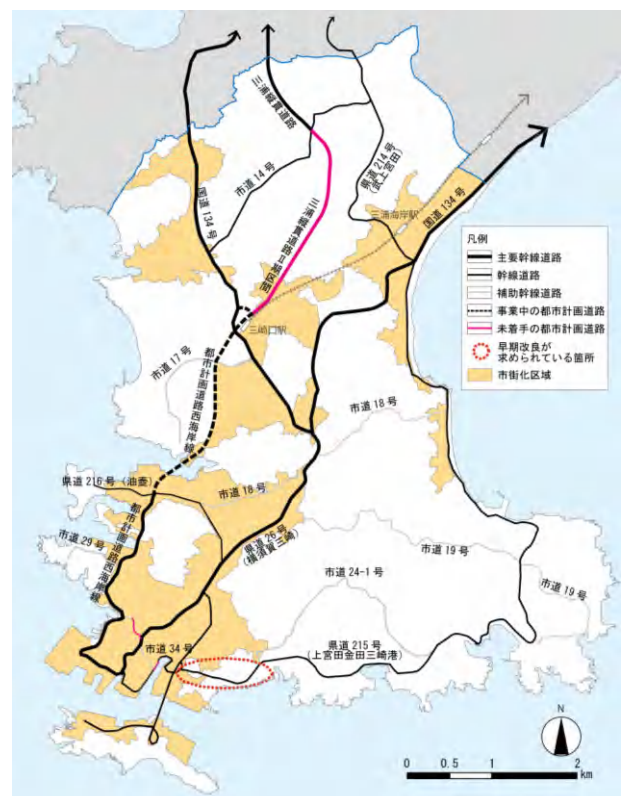 三浦縦貫道路
市道14号
県道214号
(武上宮田)
国道134号
三浦海岸駅
国道134号
三浦縦貫道路Ⅱ期区間
凡例
主要幹線道路
幹線道路
補助幹線道路
事業中の都市計画道路
未着手の都市計画道路
早期改良が
求められている箇所
市街化区域
三崎口駅
市道17号
都市計画道路西海岸線
市道18号
県道216号(油壺)
市道18号
市道29号
都市計画道路西海岸線
県道26号
(横須賀三崎)
市道19号
市道24-1号
市道19号
市道34号
県道215号
(上宮田金田三崎港)
N
0 0.5 1 2
km